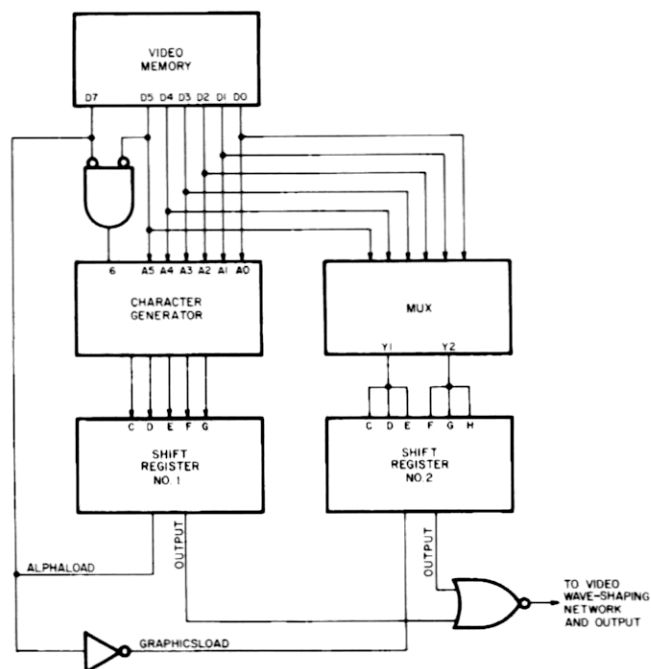 VIDEO
MEMORY
D7 D5 D4 D3 D2 D1 D0
6 A5 A4 A3 A2 A1 A0
CHARACTER
GENERATOR
MUX
Y1 Y2
C D E F G
SHIFT
REGISTER
NO. 1
C D E F G H
SHIFT
REGISTER
NO. 2
OUTPUT
OUTPUT
ALPHALOAD
GRAPHICSLOAD
TO VIDEO
WAVE-SHAPING
NETWORK
AND OUTPUT